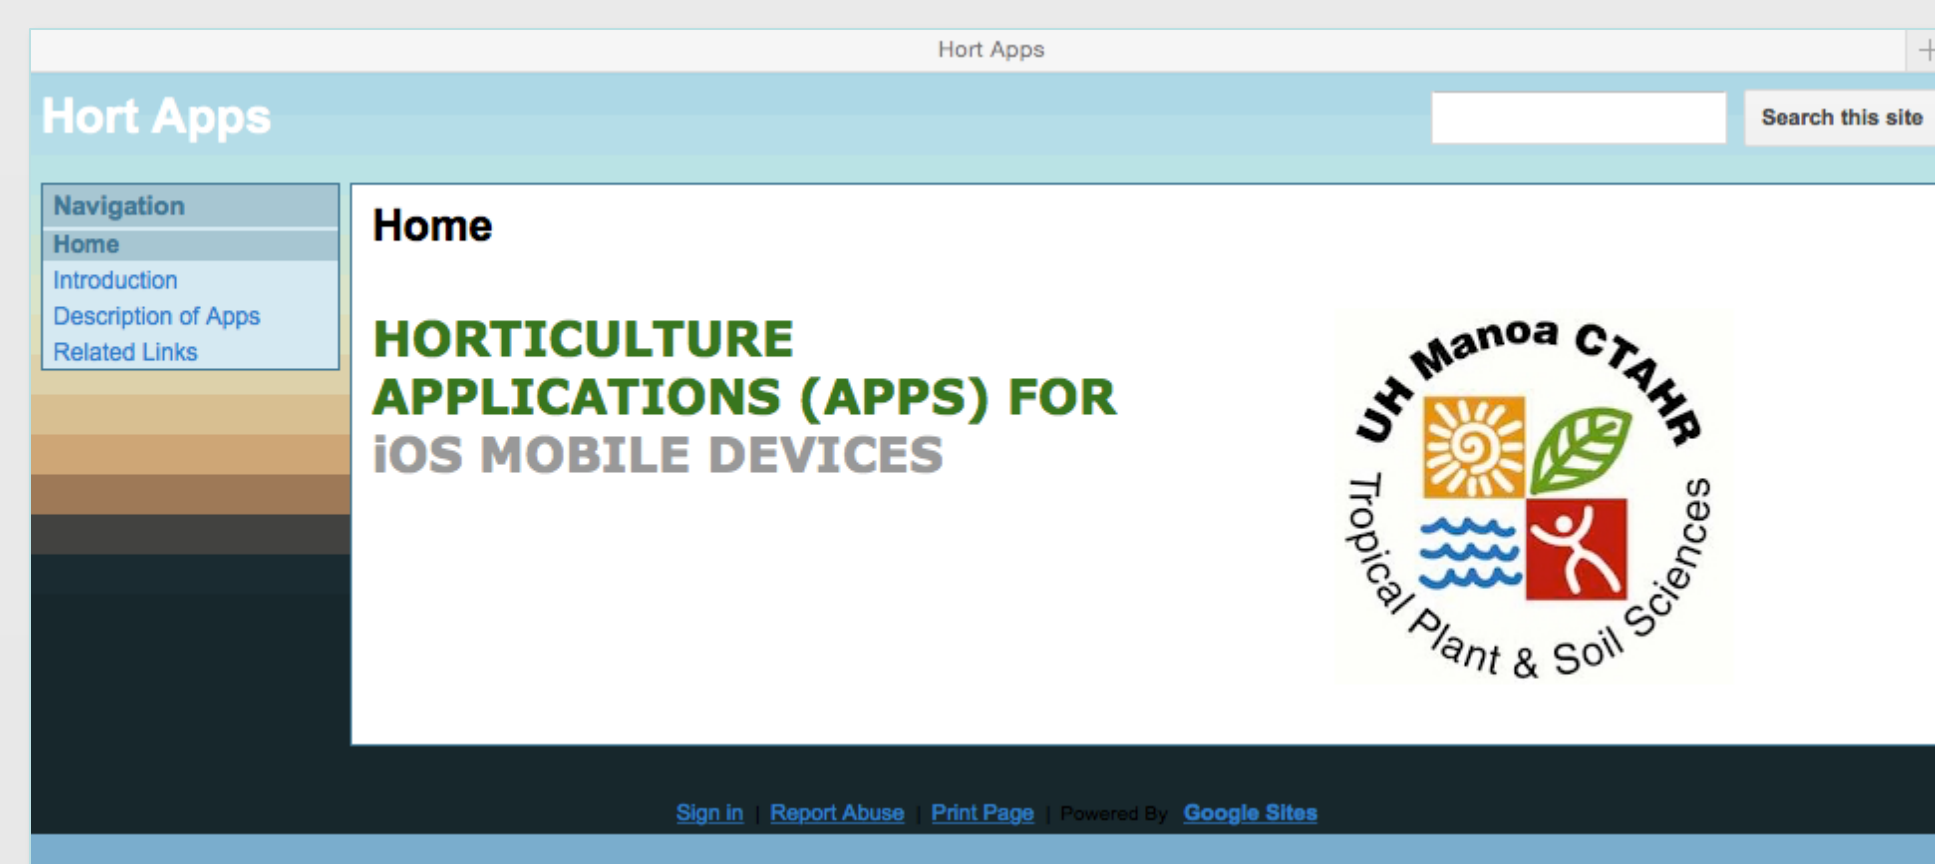 Hort Apps
Hort Apps
Search this site
Navigation
Home
Introduction
Description of Apps
Related Links
Home
HORTICULTURE
APPLICATIONS (APPS) FOR
iOS MOBILE DEVICES
UH Manoa CTAHR
Tropical Plant & Soil Sciences
Sign in | Report Abuse | Print Page | Powered By Google Sites